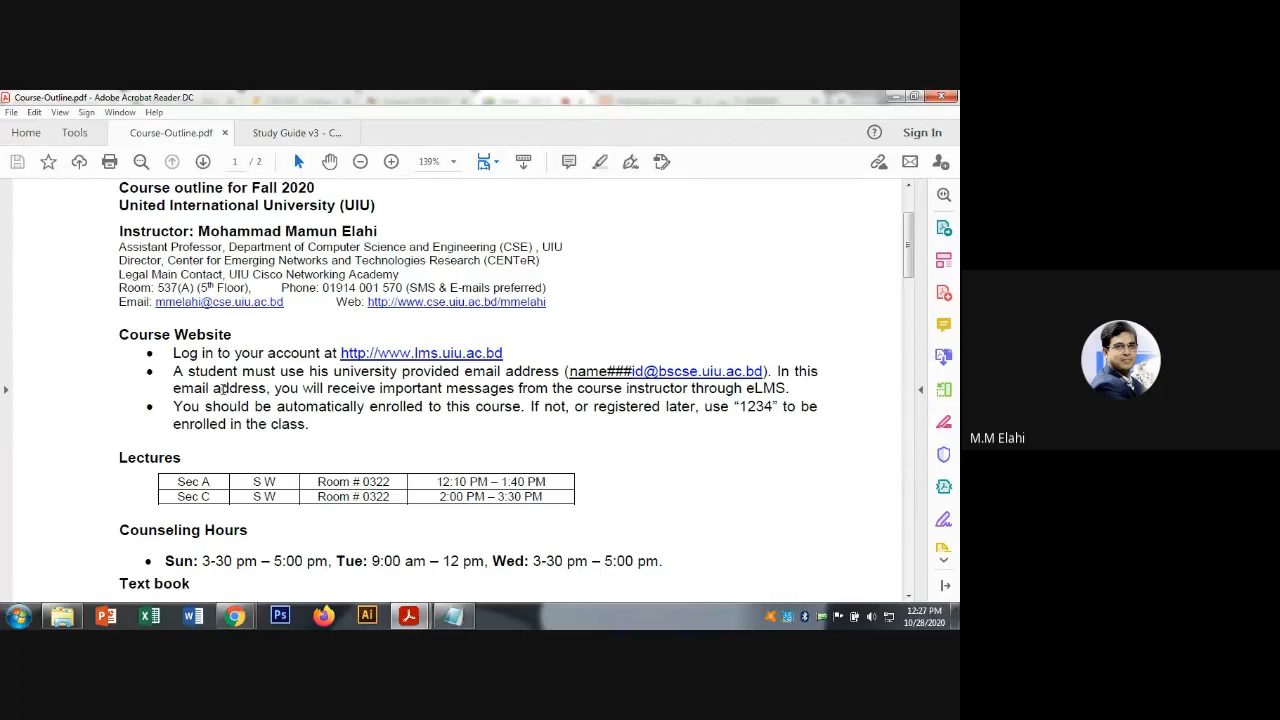 Course-Outline.pdf - Adobe Acrobat Reader DC
File Edit View Sign Window Help
Home Tools Course-Outline.pdf × Study Guide v3 – C... Sign In
1 / 2 139%
Course outline for Fall 2020
United International University (UIU)
Instructor: Mohammad Mamun Elahi
Assistant Professor, Department of Computer Science and Engineering (CSE) , UIU
Director, Center for Emerging Networks and Technologies Research (CENTeR)
Legal Main Contact, UIU Cisco Networking Academy
Room: 537(A) (5th Floor), Phone: 01914 001 570 (SMS & E-mails preferred)
Email: mmelahi@cse.uiu.ac.bd Web: http://www.cse.uiu.ac.bd/mmelahi
Course Website
• Log in to your account at http://www.lms.uiu.ac.bd
• A student must use his university provided email address (name###id@bscse.uiu.ac.bd). In this
email address, you will receive important messages from the course instructor through eLMS.
• You should be automatically enrolled to this course. If not, or registered later, use “1234” to be
enrolled in the class.
Lectures
Sec A S W Room # 0322 12:10 PM – 1:40 PM
Sec C S W Room # 0322 2:00 PM – 3:30 PM
Counseling Hours
• Sun: 3-30 pm – 5:00 pm, Tue: 9:00 am – 12 pm, Wed: 3-30 pm – 5:00 pm.
Text book
12:27 PM
10/28/2020
M.M Elahi